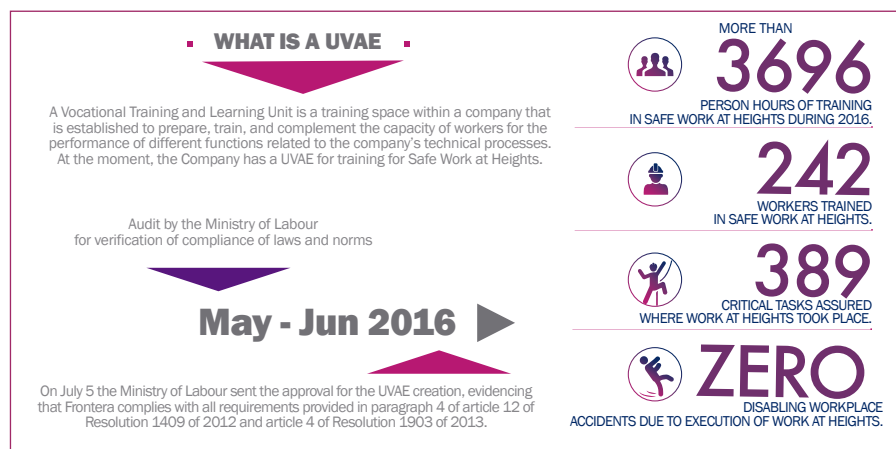 WHAT IS A UVAE
A Vocational Training and Learning Unit is a training space within a company that
is established to prepare, train, and complement the capacity of workers for the
performance of different functions related to the company's technical processes.
At the moment, the Company has a UVAE for training for Safe Work at Heights.
Audit by the Ministry of Labour
for verification of compliance of laws and norms
May - Jun 2016
On July 5 the Ministry of Labour sent the approval for the UVAE creation, evidencing
that Frontera complies with all requirements provided in paragraph 4 of article 12 of
Resolution 1409 of 2012 and article 4 of Resolution 1903 of 2013.
MORE THAN
3696
PERSON HOURS OF TRAINING
IN SAFE WORK AT HEIGHTS DURING 2016.
242
WORKERS TRAINED
IN SAFE WORK AT HEIGHTS.
389
CRITICAL TASKS ASSURED
WHERE WORK AT HEIGHTS TOOK PLACE.
ZERO
DISABLING WORKPLACE
ACCIDENTS DUE TO EXECUTION OF WORK AT HEIGHTS.